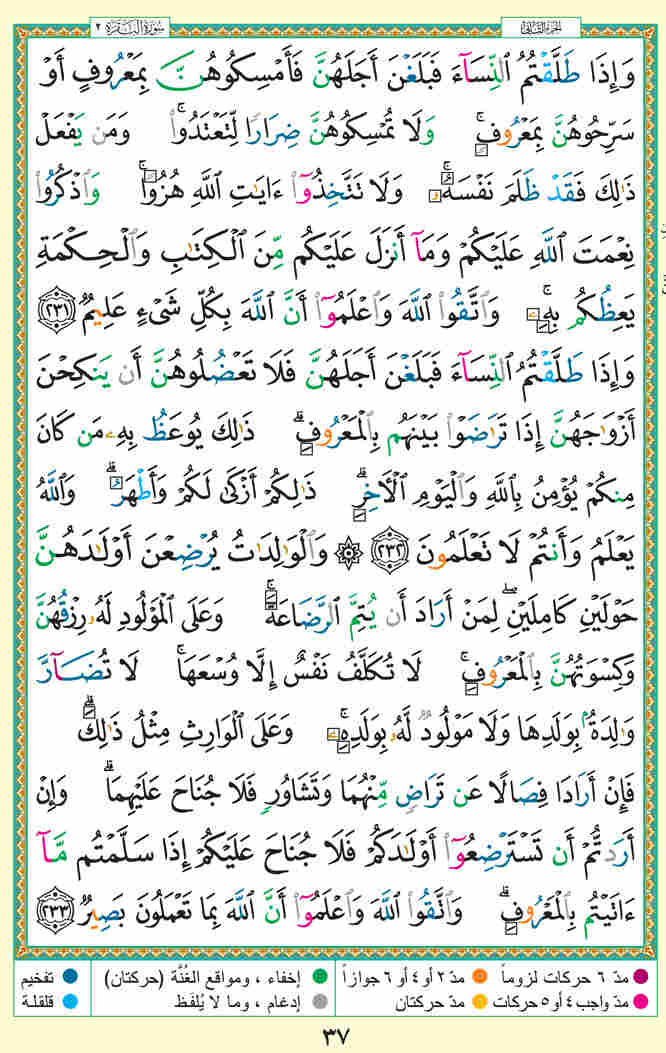 سُورَةُ البَقَرَةِ ٢
الجزء الثاني
وَإِذَا طَلَّقْتُمُ ٱلنِّسَآءَ فَبَلَغْنَ أَجَلَهُنَّ فَأَمْسِكُوهُنَّ بِمَعْرُوفٍ أَوْ
سَرِّحُوهُنَّ بِمَعْرُوفٍۚ وَلَا تُمْسِكُوهُنَّ ضِرَارًا لِّتَعْتَدُوا۟ۚ وَمَن يَفْعَلْ
ذَٰلِكَ فَقَدْ ظَلَمَ نَفْسَهُۥۚ وَلَا تَتَّخِذُوٓا۟ ءَايَٰتِ ٱللَّهِ هُزُوًاۚ وَٱذْكُرُوا۟
نِعْمَتَ ٱللَّهِ عَلَيْكُمْ وَمَآ أَنزَلَ عَلَيْكُم مِّنَ ٱلْكِتَٰبِ وَٱلْحِكْمَةِ
يَعِظُكُم بِهِۦۚ وَٱتَّقُوا۟ ٱللَّهَ وَٱعْلَمُوٓا۟ أَنَّ ٱللَّهَ بِكُلِّ شَىْءٍ عَلِيمٌ ٢٣١
وَإِذَا طَلَّقْتُمُ ٱلنِّسَآءَ فَبَلَغْنَ أَجَلَهُنَّ فَلَا تَعْضُلُوهُنَّ أَن يَنكِحْنَ
أَزْوَٰجَهُنَّ إِذَا تَرَٰضَوْا۟ بَيْنَهُم بِٱلْمَعْرُوفِۗ ذَٰلِكَ يُوعَظُ بِهِۦ مَن كَانَ
مِنكُمْ يُؤْمِنُ بِٱللَّهِ وَٱلْيَوْمِ ٱلْأَخِرِۗ ذَٰلِكُمْ أَزْكَىٰ لَكُمْ وَأَطْهَرُۗ وَٱللَّهُ
يَعْلَمُ وَأَنتُمْ لَا تَعْلَمُونَ ٢٣٢ ۞ وَٱلْوَٰلِدَٰتُ يُرْضِعْنَ أَوْلَٰدَهُنَّ
حَوْلَيْنِ كَامِلَيْنِۖ لِمَنْ أَرَادَ أَن يُتِمَّ ٱلرَّضَاعَةَۚ وَعَلَى ٱلْمَوْلُودِ لَهُۥ رِزْقُهُنَّ
وَكِسْوَتُهُنَّ بِٱلْمَعْرُوفِۚ لَا تُكَلَّفُ نَفْسٌ إِلَّا وُسْعَهَاۚ لَا تُضَآرَّ
وَٰلِدَةٌۢ بِوَلَدِهَا وَلَا مَوْلُودٌ لَّهُۥ بِوَلَدِهِۦۚ وَعَلَى ٱلْوَارِثِ مِثْلُ ذَٰلِكَۗ
فَإِنْ أَرَادَا فِصَالًا عَن تَرَاضٍ مِّنْهُمَا وَتَشَاوُرٍ فَلَا جُنَاحَ عَلَيْهِمَاۗ وَإِنْ
أَرَدتُّمْ أَن تَسْتَرْضِعُوٓا۟ أَوْلَٰدَكُمْ فَلَا جُنَاحَ عَلَيْكُمْ إِذَا سَلَّمْتُم مَّآ
ءَاتَيْتُم بِٱلْمَعْرُوفِۗ وَٱتَّقُوا۟ ٱللَّهَ وَٱعْلَمُوٓا۟ أَنَّ ٱللَّهَ بِمَا تَعْمَلُونَ بَصِيرٌ ٢٣٣
مدّ ٦ حركات لزوماً مدّ ٢ أو ٤ أو ٦ جوازاً إخفاء ، ومواقع الغُنَّة (حركتان) تفخيم
مدّ واجب ٤ أو ٥ حركات مدّ حركتان إدغام ، وما لا يُلفَظ قلقلة
٣٧